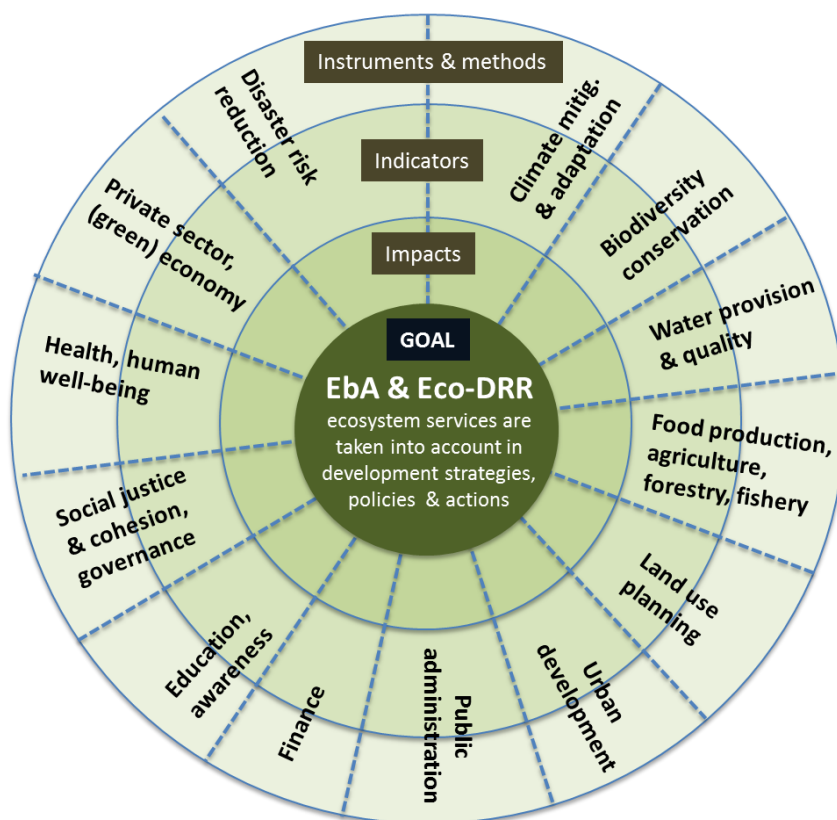 Instruments & methods
Indicators
Impacts
GOAL
EbA & Eco-DRR
ecosystem services are
taken into account in
development strategies,
policies & actions
Climate mitig.
& adaptation
Biodiversity
conservation
Water provision
& quality
Food production,
agriculture,
forestry, fishery
Land use
planning
Urban
development
Public
administration
Finance
Education,
awareness
Social justice
& cohesion,
governance
Health, human
well-being
Private sector,
(green) economy
Disaster risk
reduction